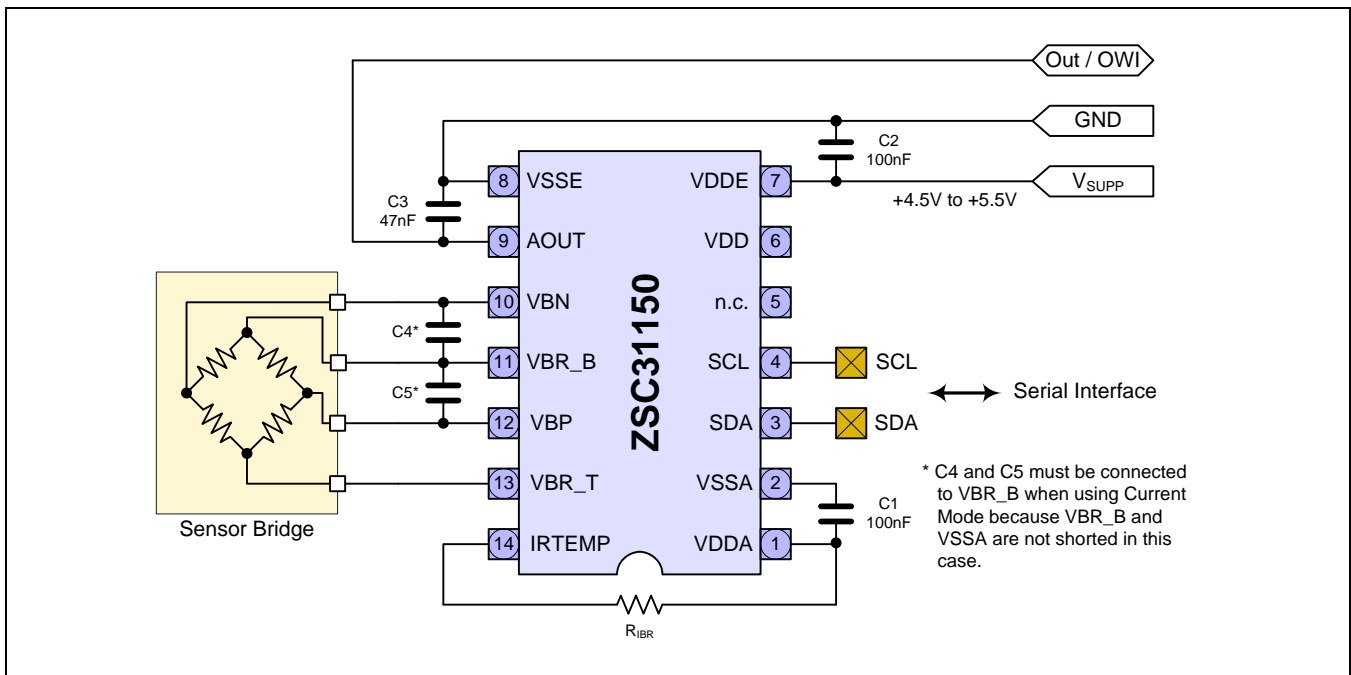 Out / OWI
GND
C2
100nF
VSUPP
+4.5V to +5.5V
C3
47nF
8 VSSE
VDDE 7
9 AOUT
VDD 6
10 VBN
n.c. 5
C4*
11 VBR_B
SCL 4
SCL
C5*
Serial Interface
12 VBP
SDA 3
SDA
13 VBR_T
VSSA 2
C1
100nF
14 IRTEMP
VDDA 1
ZSC31150
Sensor Bridge
* C4 and C5 must be connected
to VBR_B when using Current
Mode because VBR_B and
VSSA are not shorted in this
case.
RIBR